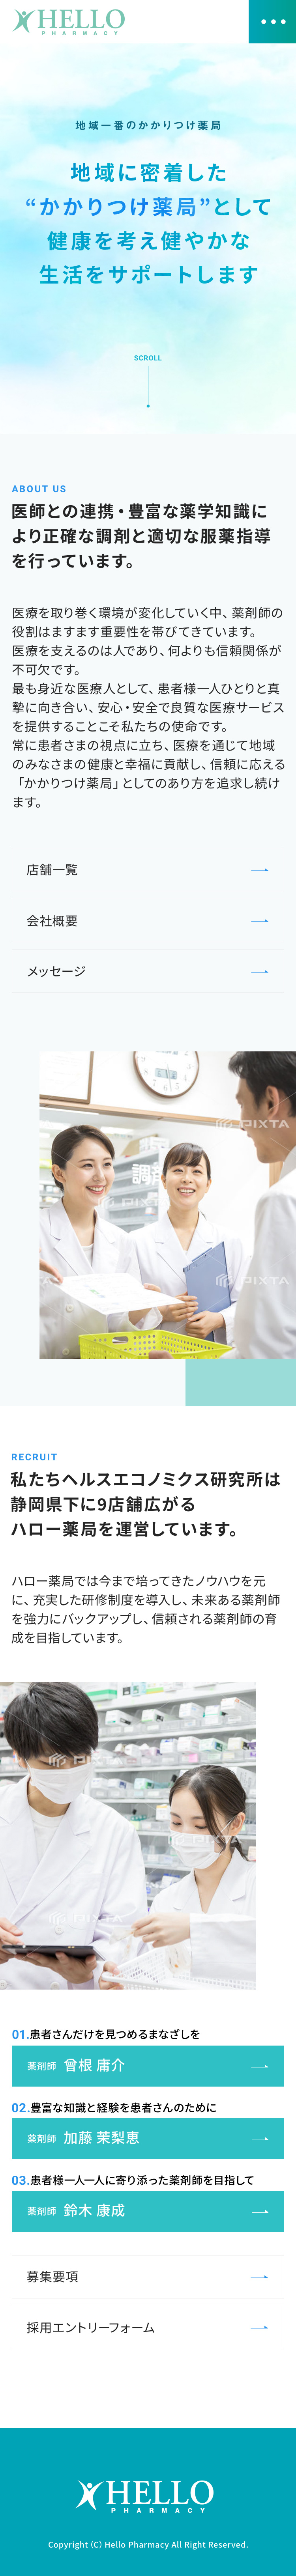 HELLO
PHARMACY
地域一番のかかりつけ薬局
地域に密着した
“かかりつけ薬局”として
健康を考え健やかな
生活をサポートします
SCROLL
ABOUT US
医師との連携・豊富な薬学知識に
より正確な調剤と適切な服薬指導
を行っています。
医療を取り巻く環境が変化していく中、薬剤師の
役割はますます重要性を帯びてきています。
医療を支えるのは人であり、何よりも信頼関係が
不可欠です。
最も身近な医療人として、患者様一人ひとりと真
摯に向き合い、安心・安全で良質な医療サービス
を提供することこそ私たちの使命です。
常に患者さまの視点に立ち、医療を通じて地域
のみなさまの健康と幸福に貢献し、信頼に応える
「かかりつけ薬局」としてのあり方を追求し続け
ます。
店舗一覧
会社概要
メッセージ
PIXTA
PIXTA
PIXTA
RECRUIT
私たちヘルスエコノミクス研究所は
静岡県下に9店舗広がる
ハロー薬局を運営しています。
ハロー薬局では今まで培ってきたノウハウを元
に、充実した研修制度を導入し、未来ある薬剤師
を強力にバックアップし、信頼される薬剤師の育
成を目指しています。
PIXTA
PIXTA
PIXTA
01.患者さんだけを見つめるまなざしを
薬剤師 曾根 庸介
02.豊富な知識と経験を患者さんのために
薬剤師 加藤 茉梨恵
03.患者様一人一人に寄り添った薬剤師を目指して
薬剤師 鈴木 康成
募集要項
採用エントリーフォーム
HELLO
PHARMACY
Copyright (C) Hello Pharmacy All Right Reserved.